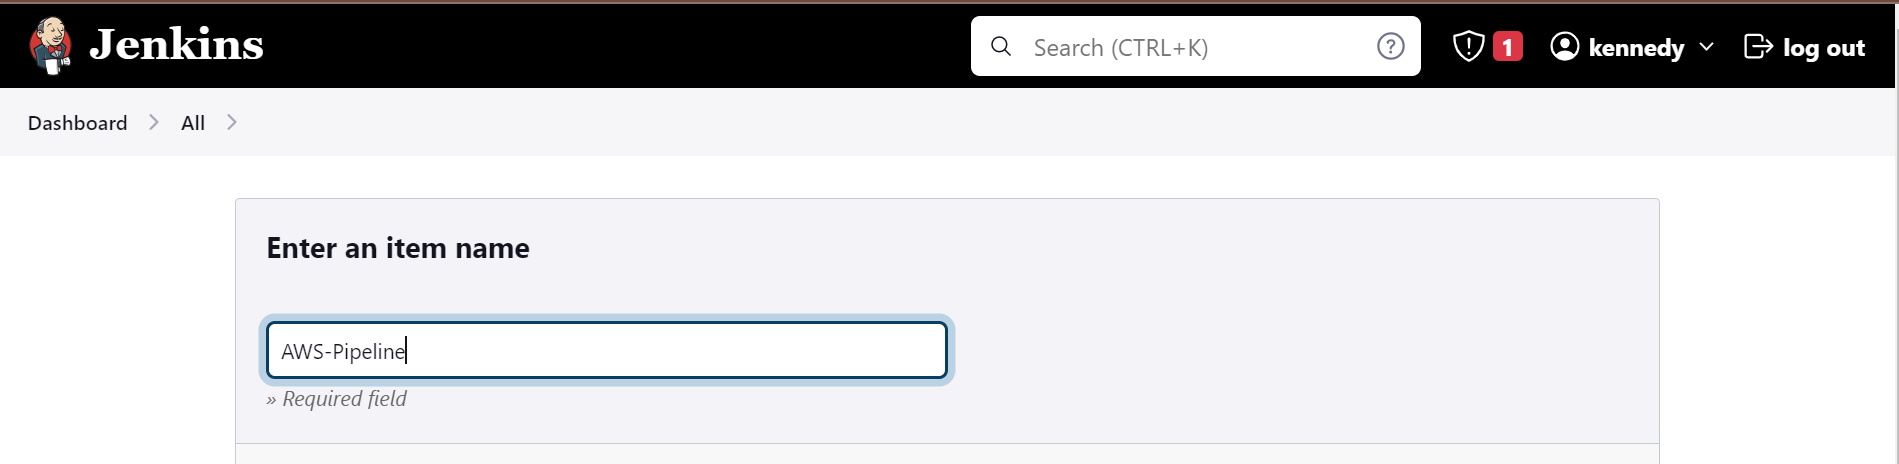 Jenkins Search (CTRL+K) ? ! 1 kennedy log out
Dashboard All
Enter an item name
AWS-Pipeline
» Required field